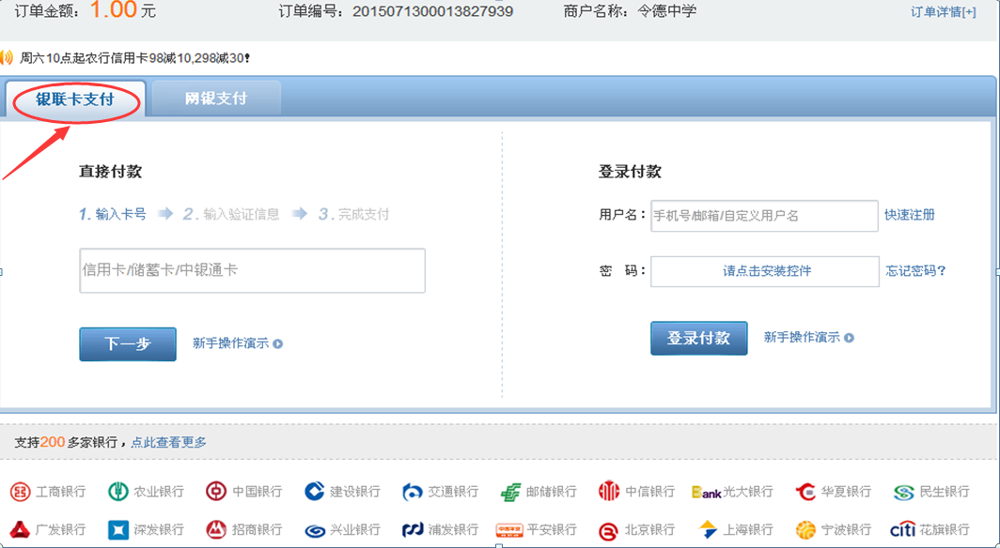 订单金额：1.00元 订单编号：2015071300013827939 商户名称：令德中学 订单详情[+]
周六10点起农行信用卡98减10,298减30!
银联卡支付 网银支付
直接付款
1.输入卡号 2.输入验证信息 3.完成支付
信用卡/储蓄卡/中银通卡
下一步 新手操作演示
登录付款
用户名：手机号/邮箱/自定义用户名 快速注册
密 码：请点击安装控件 忘记密码？
登录付款 新手操作演示
支持200多家银行，点此查看更多
工商银行 农业银行 中国银行 建设银行 交通银行 邮储银行 中信银行 Bank光大银行 华夏银行 民生银行
广发银行 深发银行 招商银行 兴业银行 浦发银行 平安银行 北京银行 上海银行 宁波银行 citi花旗银行